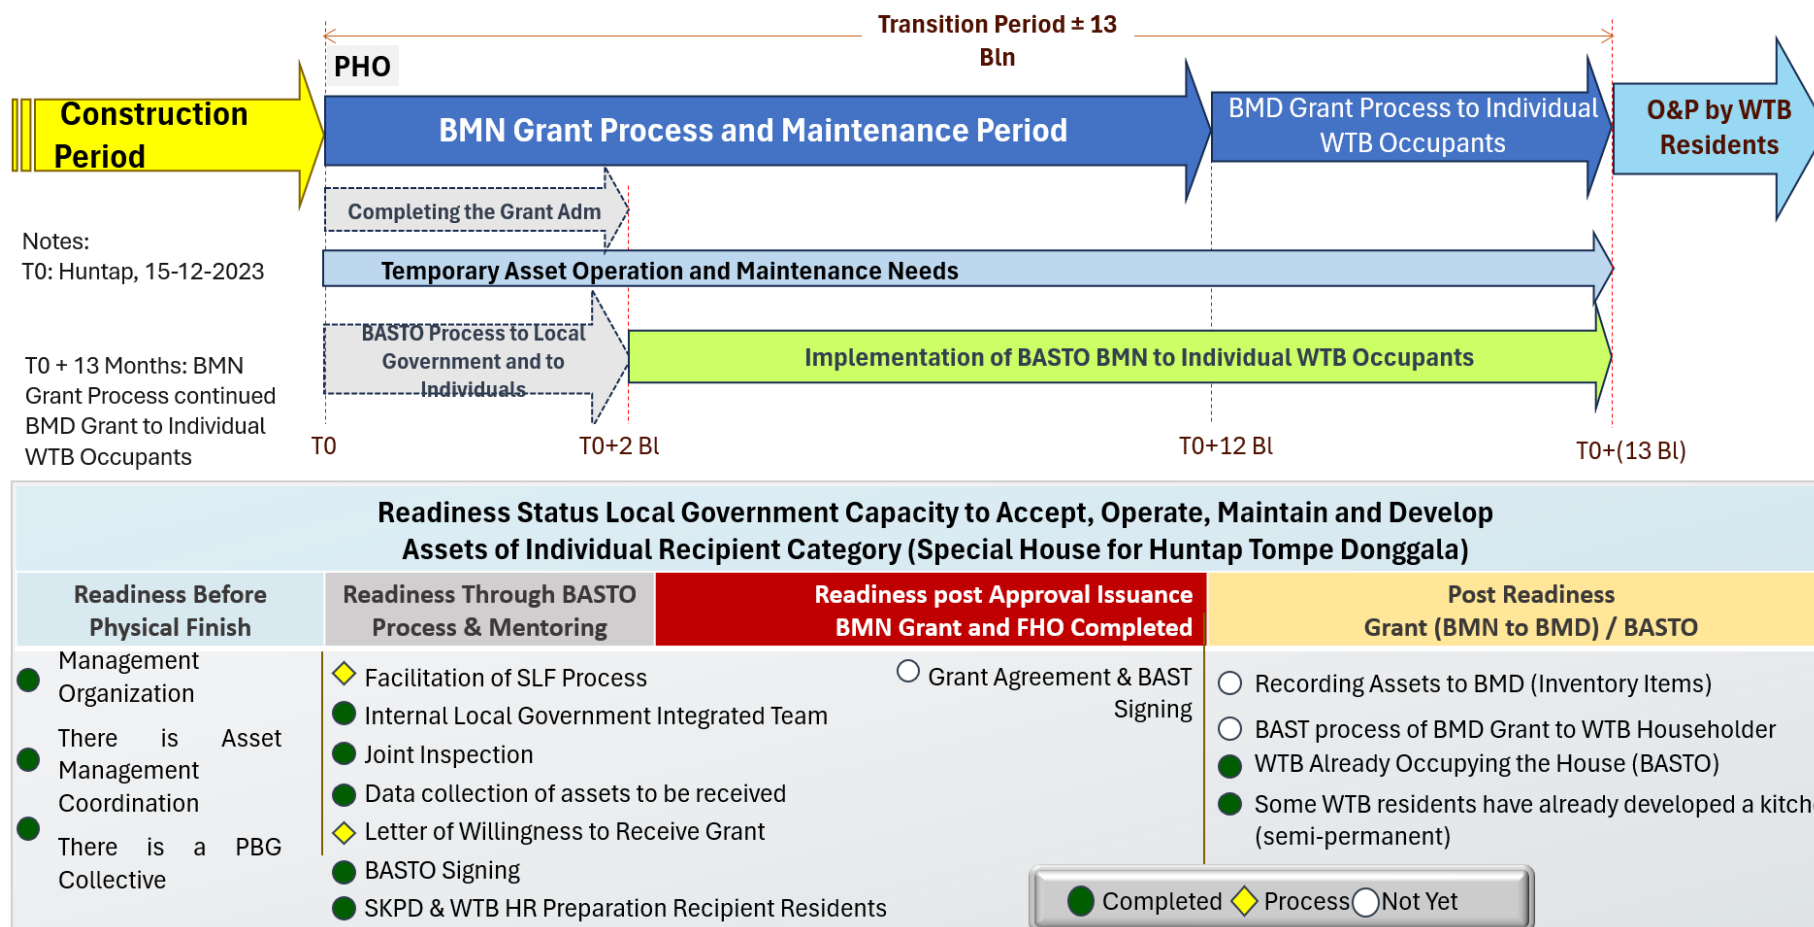 Transition Period ± 13
Bln
PHO
Construction
Period
BMN Grant Process and Maintenance Period
BMD Grant Process to Individual
WTB Occupants
O&P by WTB
Residents
Completing the Grant Adm
Notes:
T0: Huntap, 15-12-2023
Temporary Asset Operation and Maintenance Needs
BASTO Process to Local
Government and to
Individuals
Implementation of BASTO BMN to Individual WTB Occupants
T0 + 13 Months: BMN
Grant Process continued
BMD Grant to Individual
WTB Occupants
T0
T0+2 Bl
T0+12 Bl
T0+(13 Bl)
Readiness Status Local Government Capacity to Accept, Operate, Maintain and Develop
Assets of Individual Recipient Category (Special House for Huntap Tompe Donggala)
Readiness Before
Physical Finish
Readiness Through BASTO
Process & Mentoring
Readiness post Approval Issuance
BMN Grant and FHO Completed
Post Readiness
Grant (BMN to BMD) / BASTO
Management
Organization
There is Asset
Management
Coordination
There is a PBG
Collective
Facilitation of SLF Process
Internal Local Government Integrated Team
Joint Inspection
Data collection of assets to be received
Letter of Willingness to Receive Grant
BASTO Signing
SKPD & WTB HR Preparation Recipient Residents
Grant Agreement & BAST
Signing
Recording Assets to BMD (Inventory Items)
BAST process of BMD Grant to WTB Householder
WTB Already Occupying the House (BASTO)
Some WTB residents have already developed a kitch
(semi-permanent)
Completed
Process
Not Yet